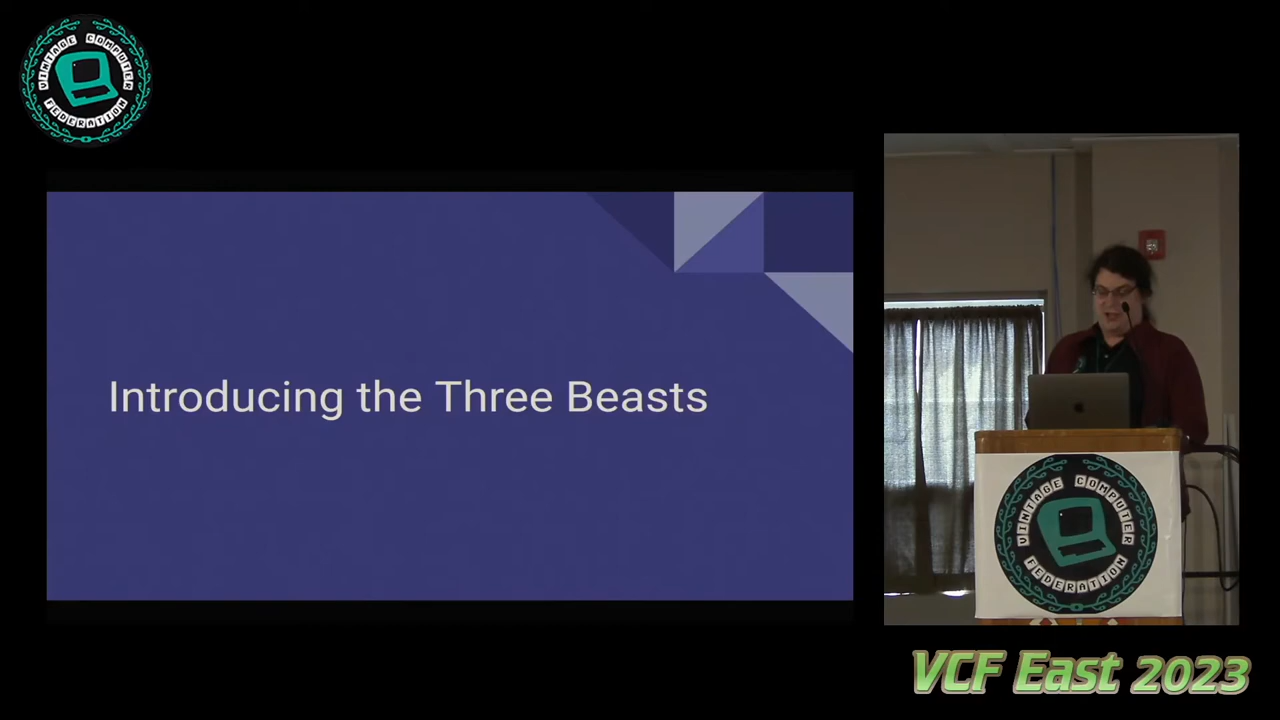 VINTAGE COMPUTER
FEDERATION
Introducing the Three Beasts
VINTAGE COMPUTER
FEDERATION
VCF East 2023